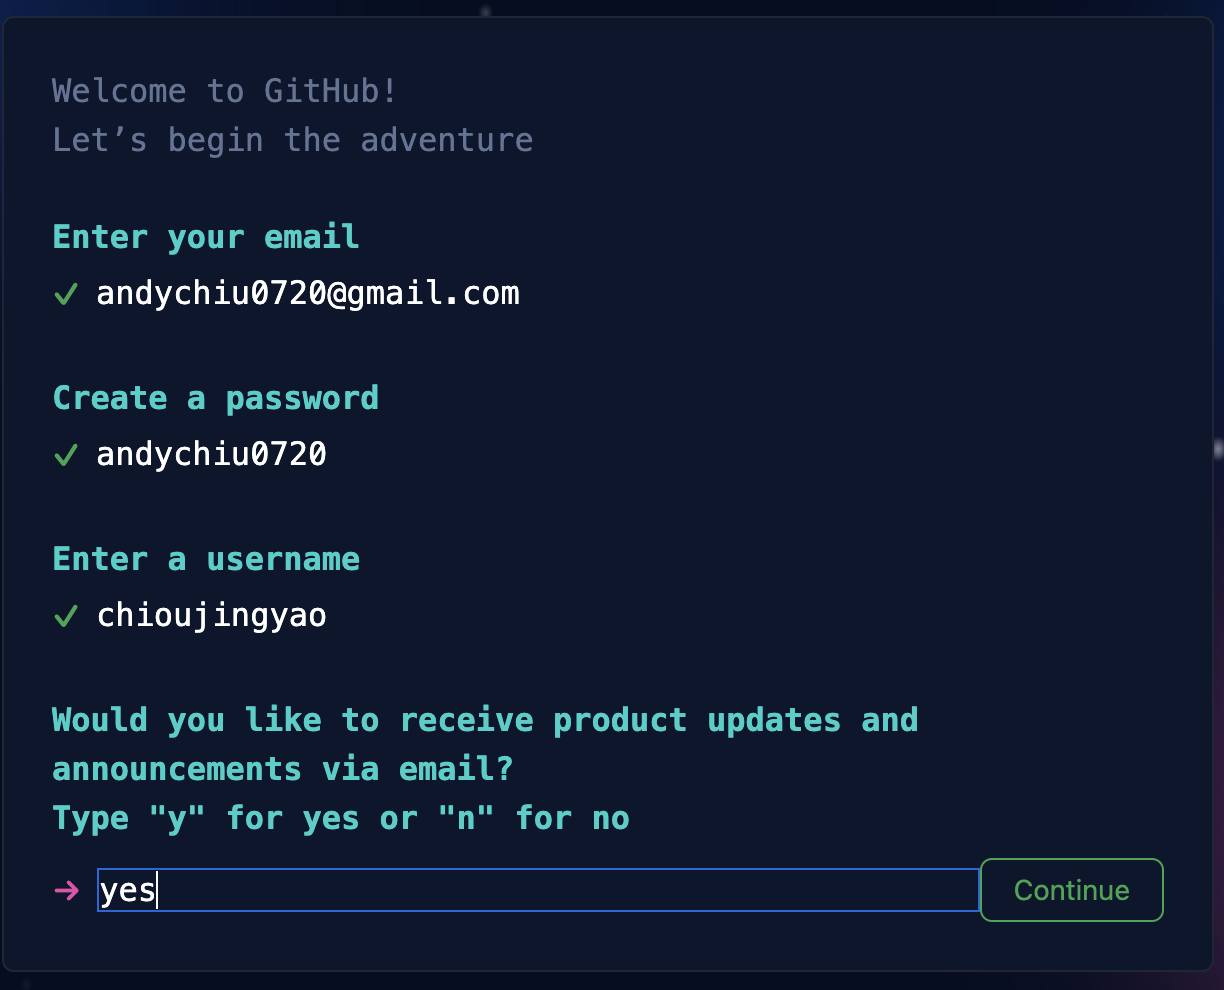 Welcome to GitHub!
Let’s begin the adventure
Enter your email
✓ andychiu0720@gmail.com
Create a password
✓ andychiu0720
Enter a username
✓ chioujingyao
Would you like to receive product updates and
announcements via email?
Type "y" for yes or "n" for no
→ yes Continue